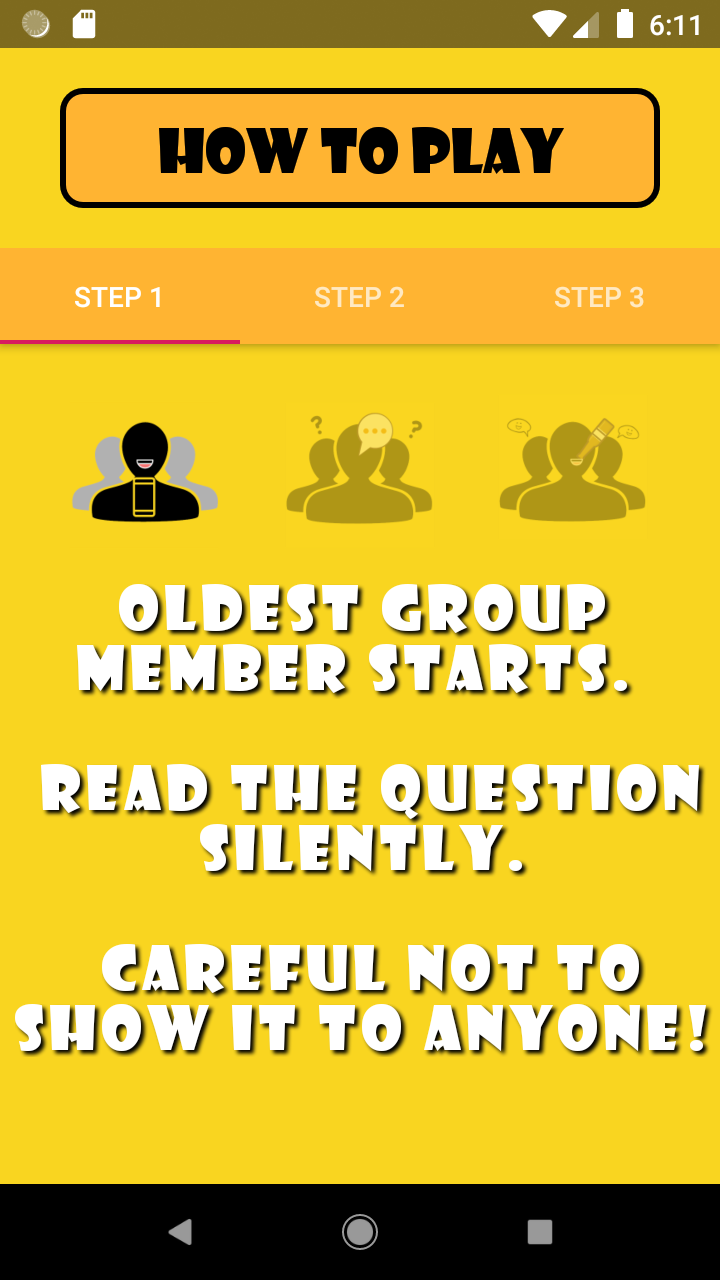 6:11
HOW TO PLAY
STEP 1 STEP 2 STEP 3
OLDEST GROUP
MEMBER STARTS.
READ THE QUESTION
SILENTLY.
CAREFUL NOT TO
SHOW IT TO ANYONE!